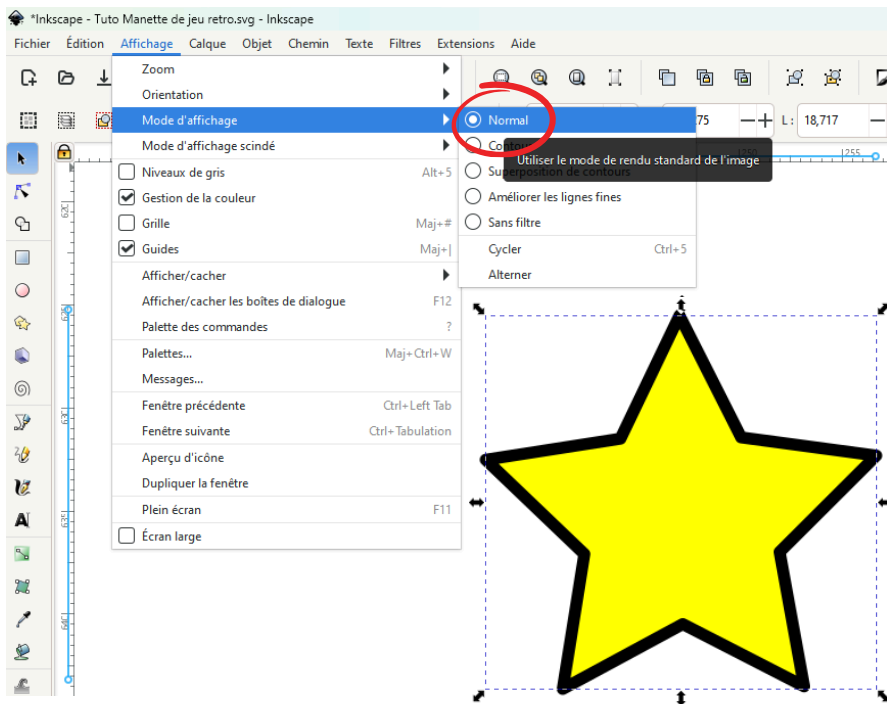 *Inkscape - Tuto Manette de jeu retro.svg - Inkscape
Fichier Édition Affichage Calque Objet Chemin Texte Filtres Extensions Aide
Zoom
Orientation
Mode d'affichage
Mode d'affichage scindé
Niveaux de gris Alt+5
Gestion de la couleur
Grille Maj+#
Guides Maj+|
Afficher/cacher
Afficher/cacher les boîtes de dialogue F12
Palette des commandes ?
Palettes... Maj+Ctrl+W
Messages...
Fenêtre précédente Ctrl+Left Tab
Fenêtre suivante Ctrl+Tabulation
Aperçu d'icône
Dupliquer la fenêtre
Plein écran F11
Écran large
Normal
Contours
Utiliser le mode de rendu standard de l'image
Superposition de contours
Améliorer les lignes fines
Sans filtre
Cycler Ctrl+5
Alterner
75 L: 18,717
1250 1255
620
630
635
640